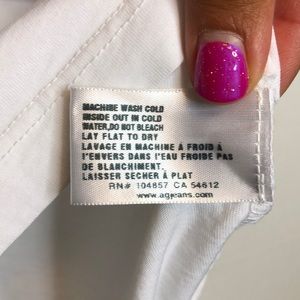 MACHINE WASH COLD
INSIDE OUT IN COLD
WATER,DO NOT BLEACH
LAY FLAT TO DRY
LAVAGE EN MACHINE À FROID À
l'ENVERS DANS l'EAU FROIDE PAS
DE BLANCHIMENT.
LAISSER SÈCHER À PLAT
RN# 104857 CA 54612
www.agjeans.com